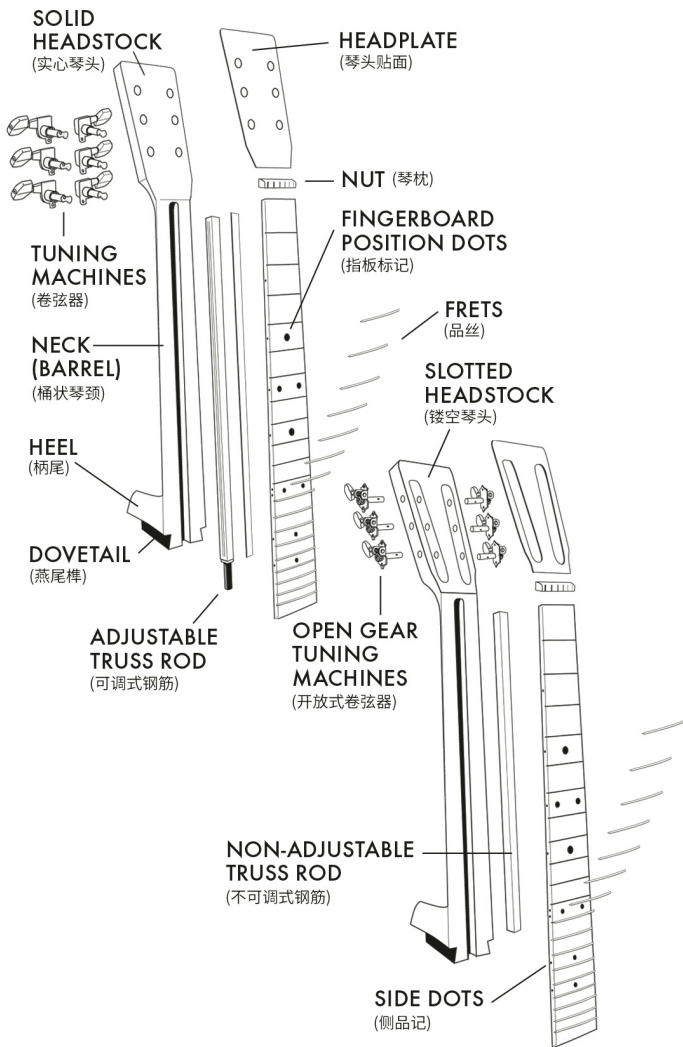 SOLID
HEADSTOCK
(实心琴头)
HEADPLATE
(琴头贴面)
NUT (琴枕)
FINGERBOARD
POSITION DOTS
(指板标记)
TUNING
MACHINES
(卷弦器)
FRETS
(品丝)
NECK
(BARREL)
(桶状琴颈)
SLOTTED
HEADSTOCK
(镂空琴头)
HEEL
(柄尾)
DOVETAIL
(燕尾榫)
ADJUSTABLE
TRUSS ROD
(可调式钢筋)
OPEN GEAR
TUNING
MACHINES
(开放式卷弦器)
NON-ADJUSTABLE
TRUSS ROD
(不可调式钢筋)
SIDE DOTS
(侧品记)